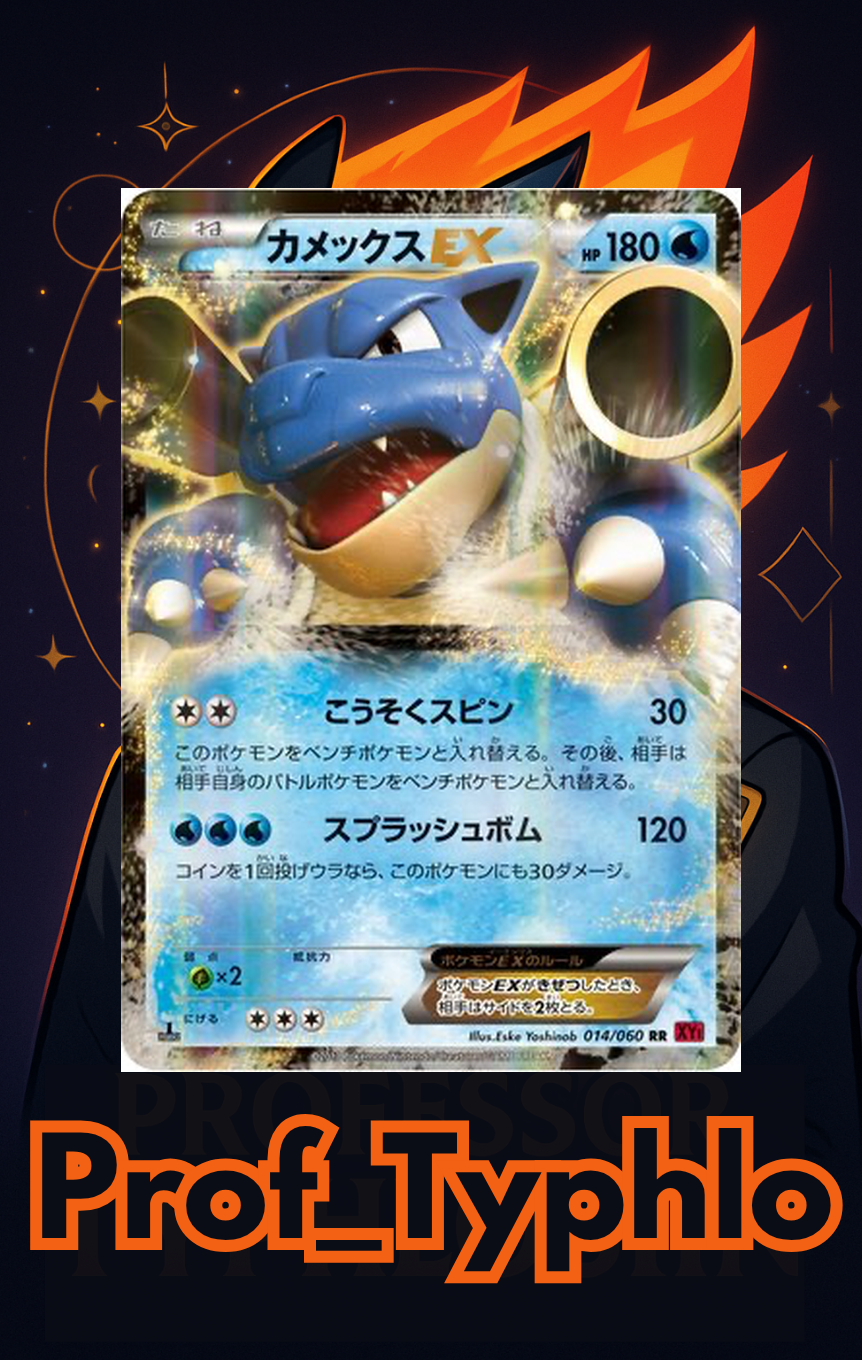 たね カメックスEX HP 180
こうそくスピン 30
このポケモンをベンチポケモンと入れ替える。その後、相手は
相手自身のバトルポケモンをベンチポケモンと入れ替える。
スプラッシュボム 120
コインを1回投げウラなら、このポケモンにも30ダメージ。
弱点 抵抗力
×2
にげる
ポケモンEXのルール
ポケモンEXがきぜつしたとき、
相手はサイドを2枚とる。
Illus.Eske Yoshinob 014/060 RR XY1
PROFESSOR
Prof_Typhlo